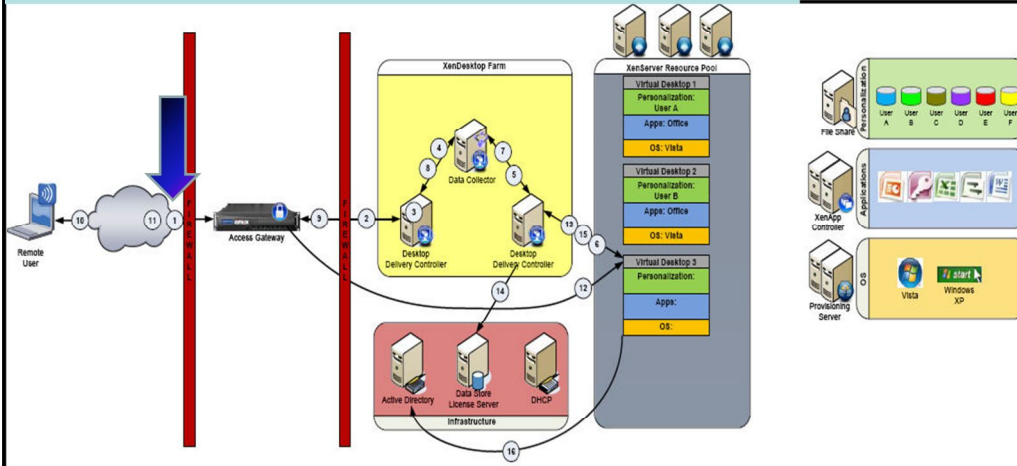 XenDesktop Farm
XenServer Resource Pool
Virtual Desktop 1
Personalization:
User A
Apps: Office
OS: Vista
Virtual Desktop 2
Personalization:
User B
Apps: Office
OS: Vista
Virtual Desktop 3
Personalization:
Apps:
OS:
Data Collector
Desktop
Delivery Controller
Desktop
Delivery Controller
4
7
8
5
3
13
15
6
10
11
1
9
2
12
14
16
FIREWALL
FIREWALL
Remote
User
Access Gateway
Active Directory
Data Store
License Server
DHCP
Infrastructure
File Share
Personalization
User
A
User
B
User
C
User
D
User
E
User
F
XenApp
Controller
Applications
Provisioning
Server
OS
Vista
start
Windows
XP